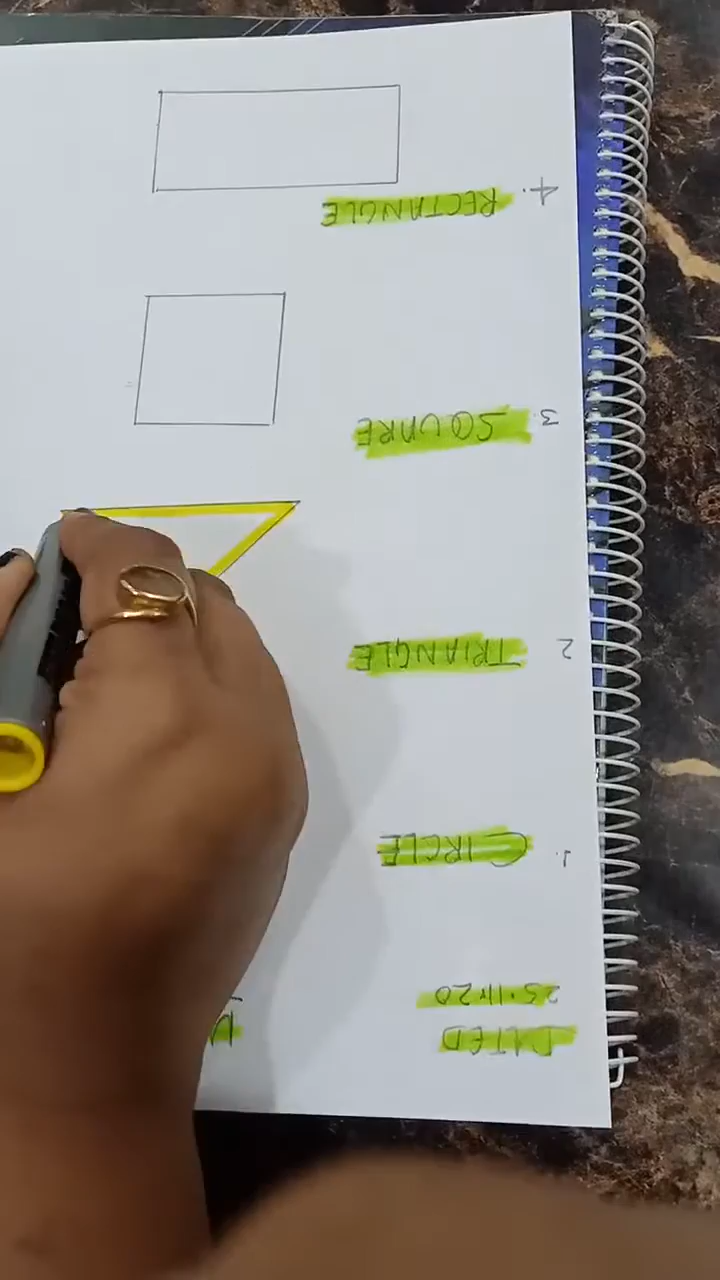 DATED
25.11.20
1. CIRCLE
2 TRIANGLE
3. SQUARE
4. RECTANGLE